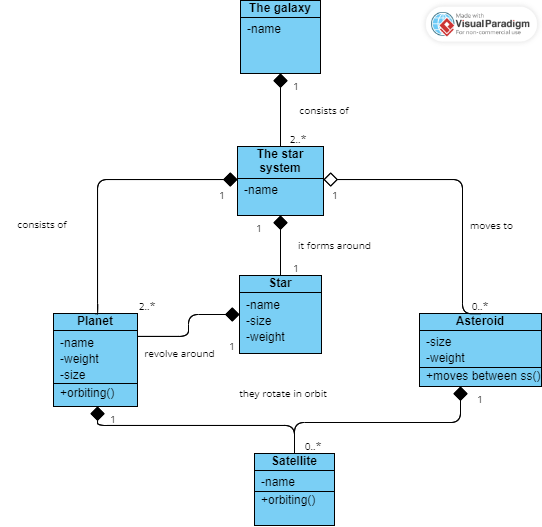 The galaxy
-name
Made with
Visual Paradigm
For non-commercial use
1
consists of
2..*
The star
system
-name
1
1
1
consists of
moves to
it forms around
1
2..*
0..*
Star
-name
-size
-weight
1
revolve around
Planet
-name
-weight
-size
+orbiting()
1
Asteroid
-size
-weight
+moves between ss()
1
they rotate in orbit
0..*
Satellite
-name
+orbiting()